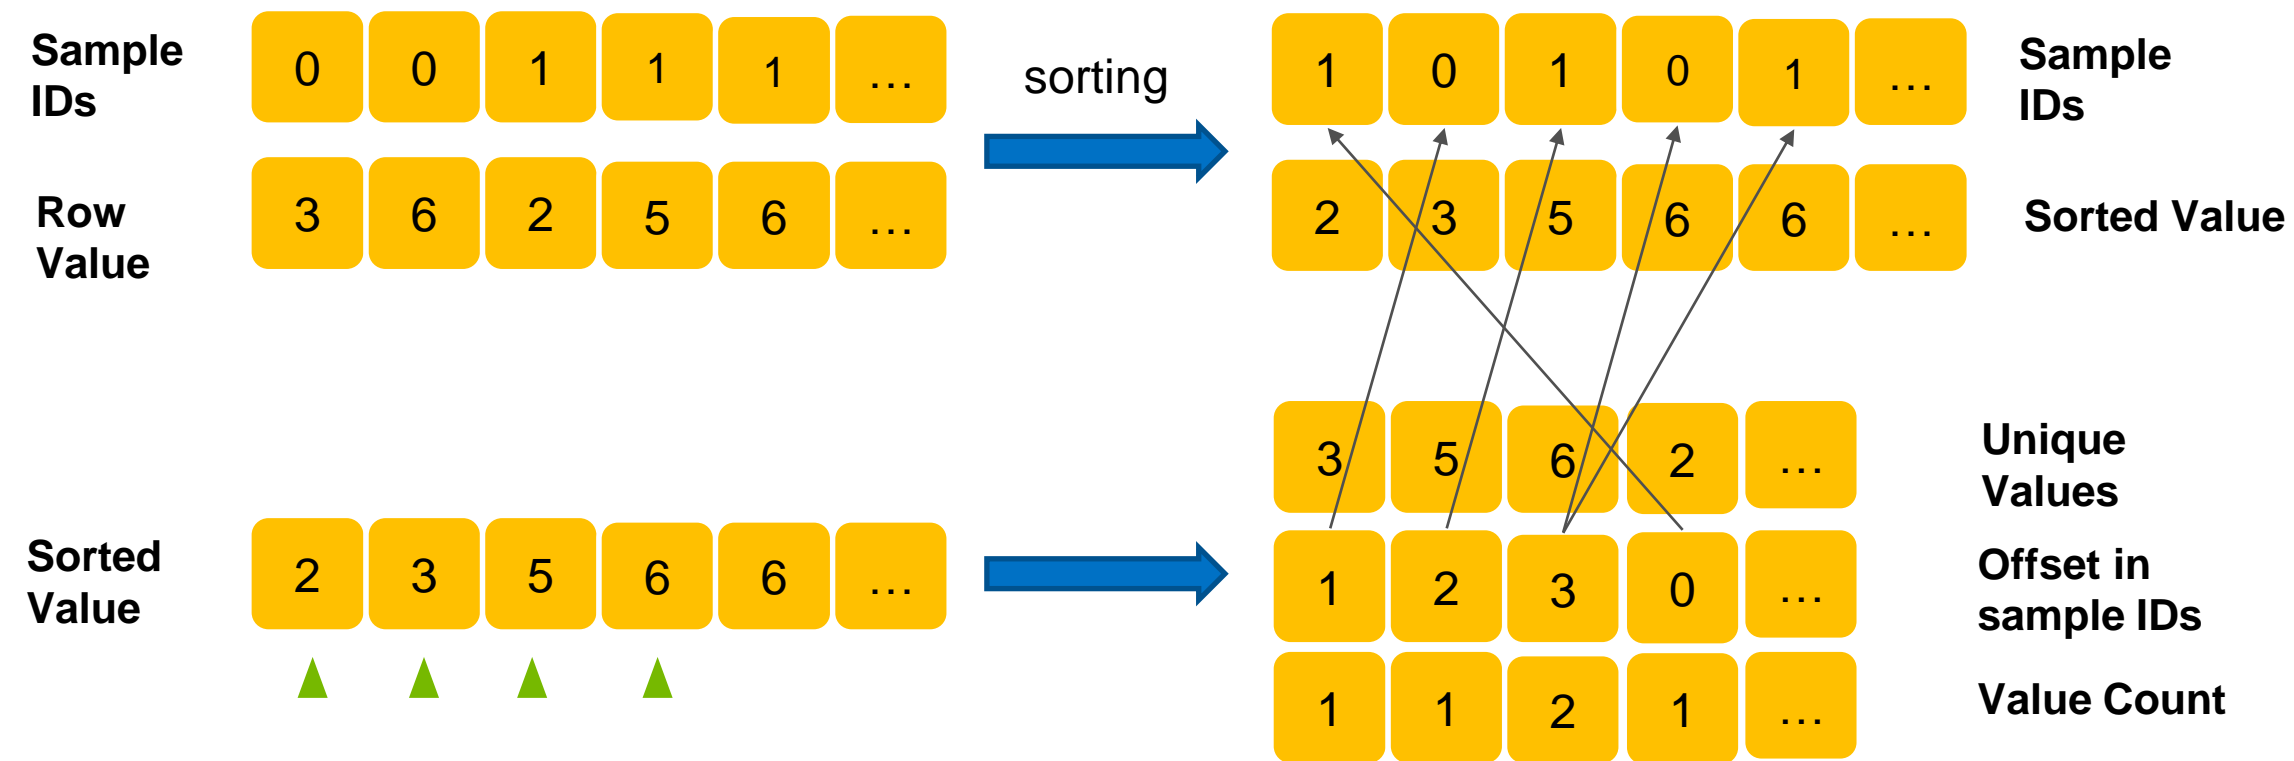 Sample
IDs
0 0 1 1 1 ...
sorting
1 0 1 0 1 ...
Sample
IDs
Row
Value
3 6 2 5 6 ...
2 3 5 6 6 ...
Sorted Value
3 5 6 2 ...
Unique
Values
Sorted
Value
2 3 5 6 6 ...
1 2 3 0 ...
Offset in
sample IDs
1 1 2 1 ...
Value Count